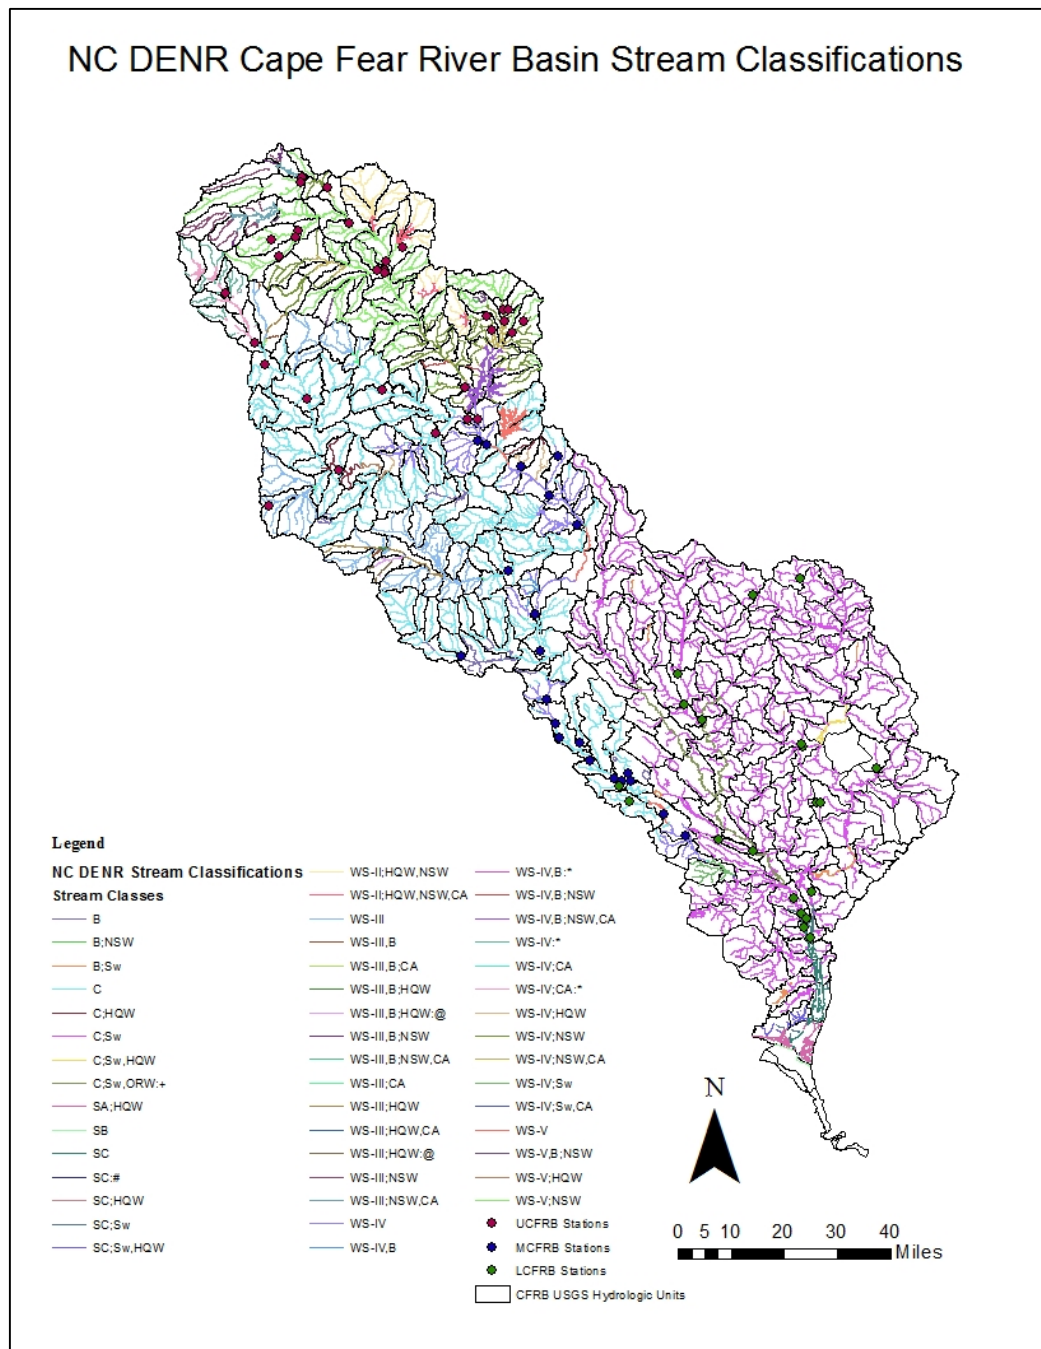 NC DENR Cape Fear River Basin Stream Classifications
Legend
NC DENR Stream Classifications
Stream Classes
B
B;NSW
B;Sw
C
C;HQW
C;Sw
C;Sw,HQW
C;Sw,ORW:+
SA;HQW
SB
SC
SC:#
SC;HQW
SC;Sw
SC;Sw,HQW
WS-II;HQW,NSW
WS-II;HQW,NSW,CA
WS-III
WS-III,B
WS-III,B;CA
WS-III,B;HQW
WS-III,B;HQW:@
WS-III,B;NSW
WS-III,B;NSW,CA
WS-III;CA
WS-III;HQW
WS-III;HQW,CA
WS-III;HQW:@
WS-III;NSW
WS-III;NSW,CA
WS-IV
WS-IV,B
WS-IV,B:*
WS-IV,B;NSW
WS-IV,B;NSW,CA
WS-IV:*
WS-IV;CA
WS-IV;CA:*
WS-IV;HQW
WS-IV;NSW
WS-IV;NSW,CA
WS-IV;Sw
WS-IV;Sw,CA
WS-V
WS-V,B;NSW
WS-V;HQW
WS-V;NSW
UCFRB Stations
MCFRB Stations
LCFRB Stations
CFRB USGS Hydrologic Units
N
0 5 10 20 30 40
Miles